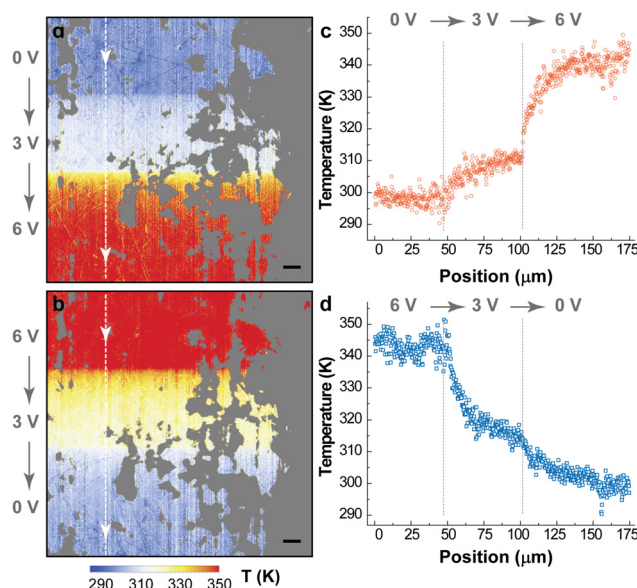 a
0 V
3 V
6 V
b
6 V
3 V
0 V
290 310 330 350
T (K)
c
0 V 3 V 6 V
Temperature (K)
350
340
330
320
310
300
290
0 25 50 75 100 125 150 175
Position (μm)
d
6 V 3 V 0 V
Temperature (K)
350
340
330
320
310
300
290
0 25 50 75 100 125 150 175
Position (μm)